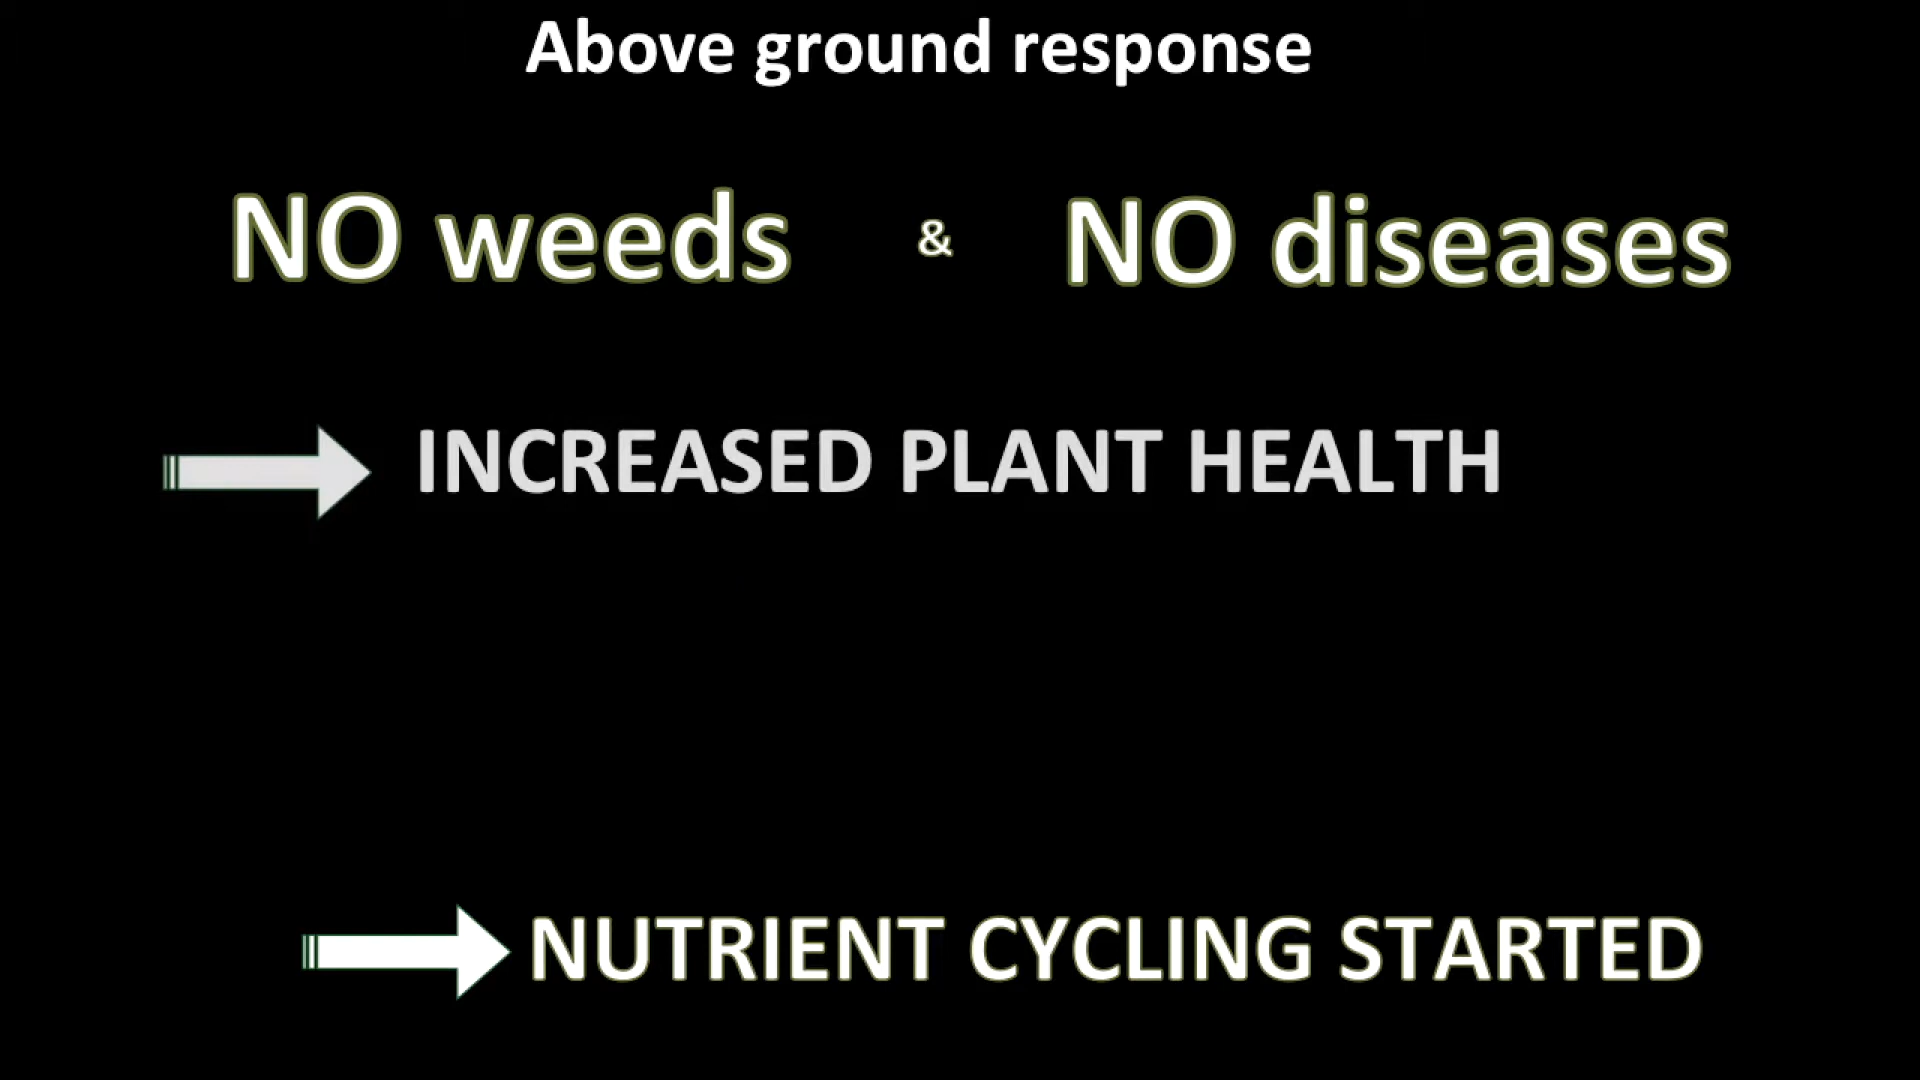 Above ground response
NO weeds & NO diseases
INCREASED PLANT HEALTH
NUTRIENT CYCLING STARTED